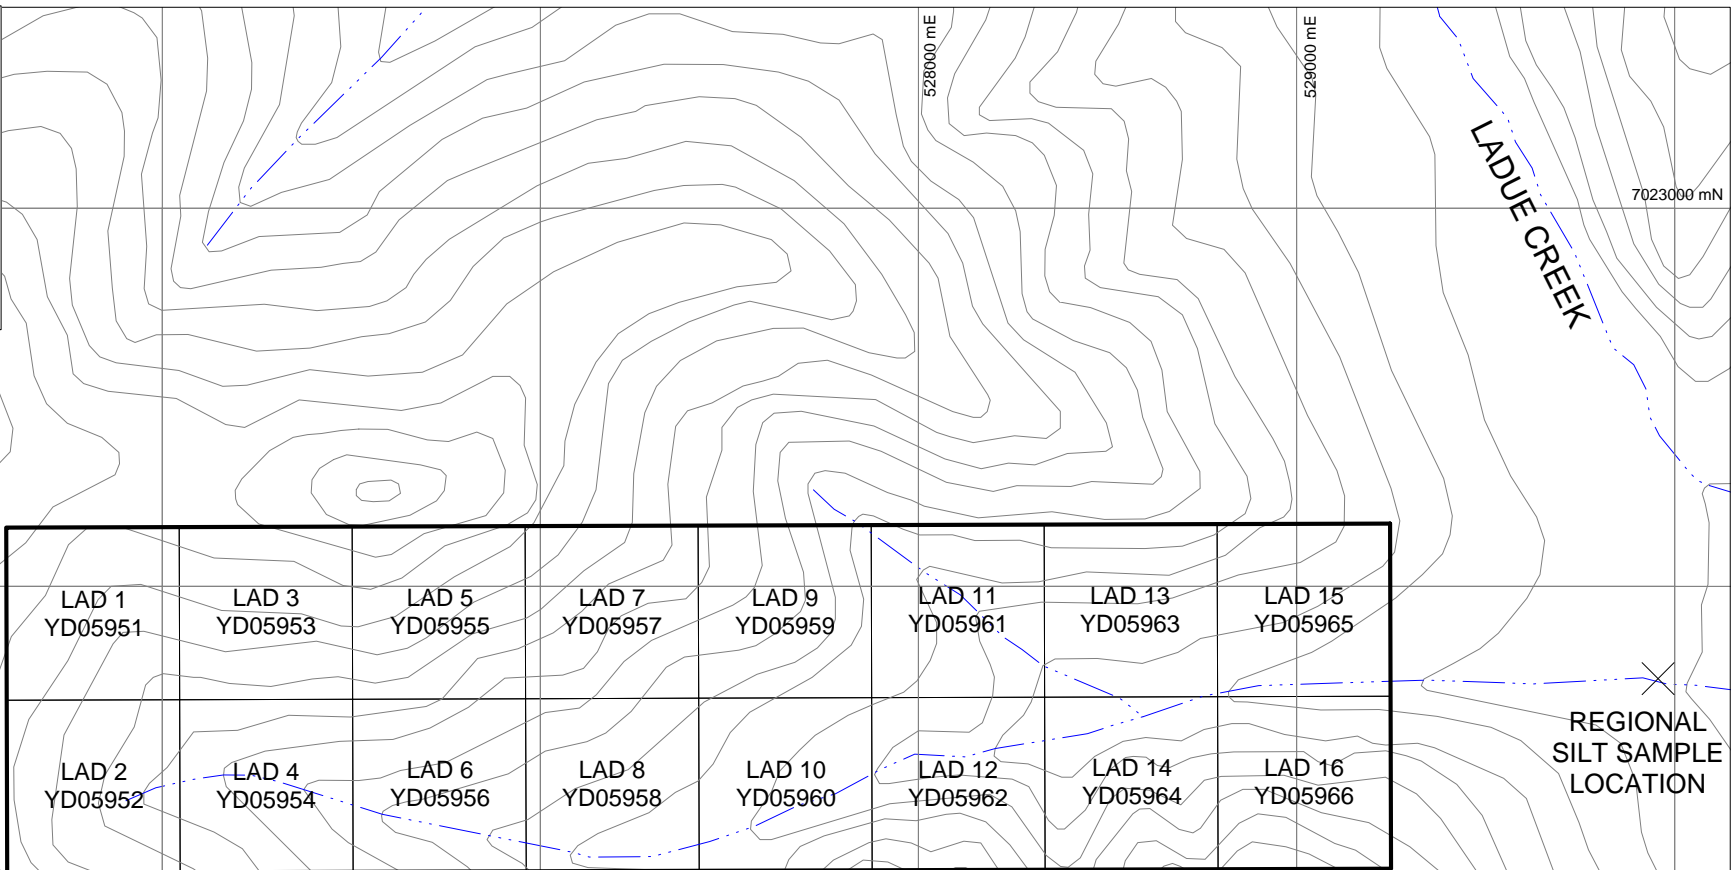 528000 mE
529000 mE
LADUE CREEK
7023000 mN
LAD 1
YD05951
LAD 3
YD05953
LAD 5
YD05955
LAD 7
YD05957
LAD 9
YD05959
LAD 11
YD05961
LAD 13
YD05963
LAD 15
YD05965
LAD 2
YD05952
LAD 4
YD05954
LAD 6
YD05956
LAD 8
YD05958
LAD 10
YD05960
LAD 12
YD05962
LAD 14
YD05964
LAD 16
YD05966
REGIONAL
SILT SAMPLE
LOCATION